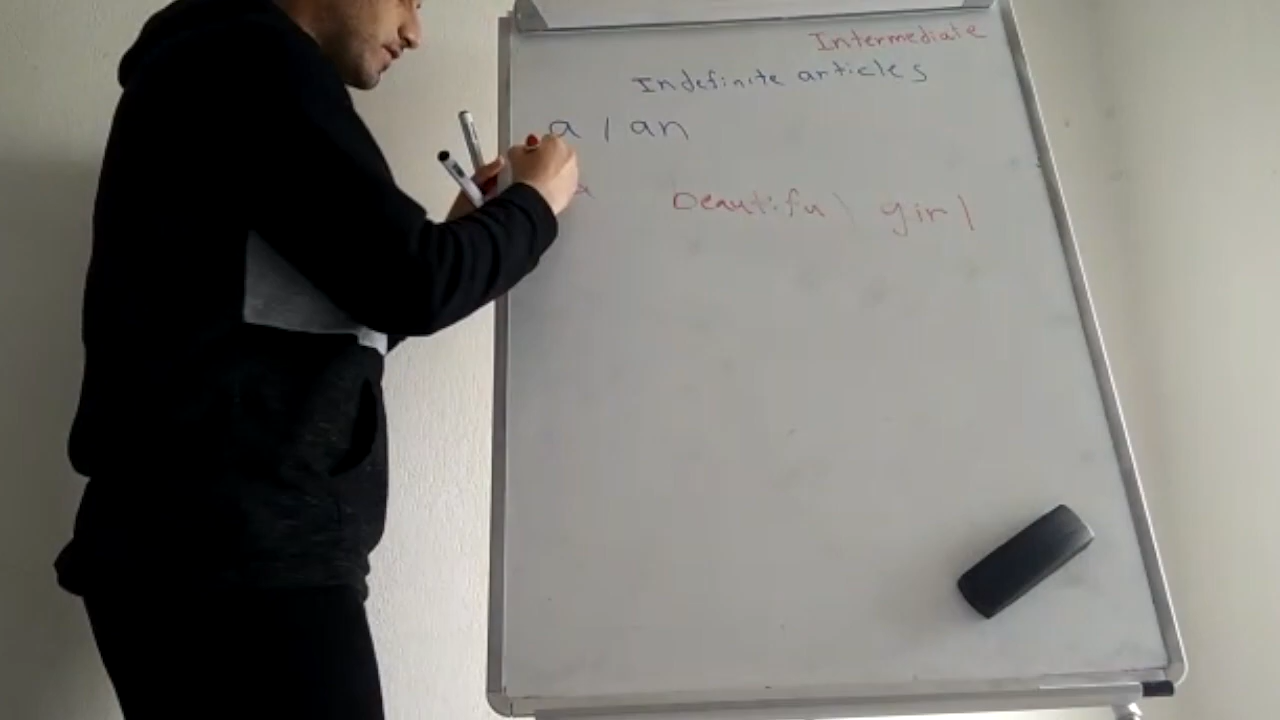 Intermediate
Indefinite articles
a / an
a beautiful girl